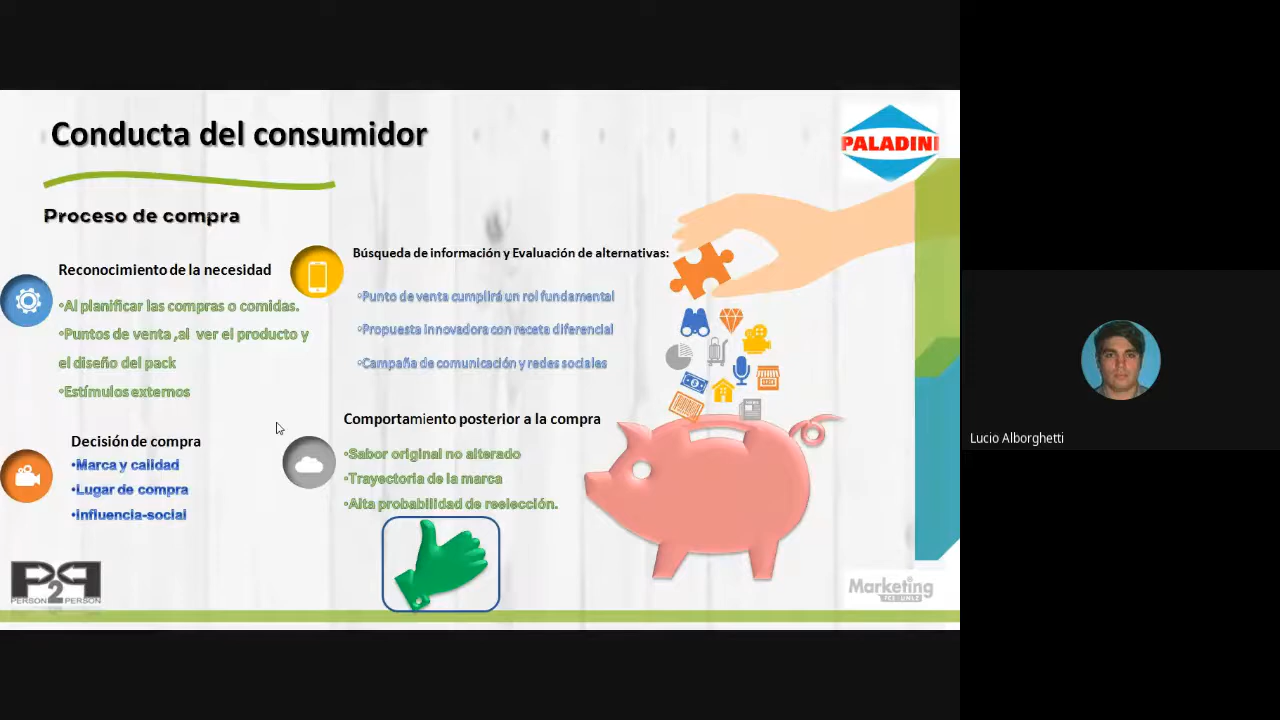 Conducta del consumidor
PALADINI
Proceso de compra
Reconocimiento de la necesidad
•Al planificar las compras o comidas.
•Puntos de venta ,al ver el producto y
el diseño del pack
•Estímulos externos
Búsqueda de información y Evaluación de alternativas:
•Punto de venta cumplirá un rol fundamental
•Propuesta innovadora con receta diferencial
•Campaña de comunicación y redes sociales
Decisión de compra
•Marca y calidad
•Lugar de compra
•Influencia-social
Comportamiento posterior a la compra
•Sabor original no alterado
•Trayectoria de la marca
•Alta probabilidad de reelección.
P2P
PERSON 2 PERSON
Marketing
Lucio Alborghetti